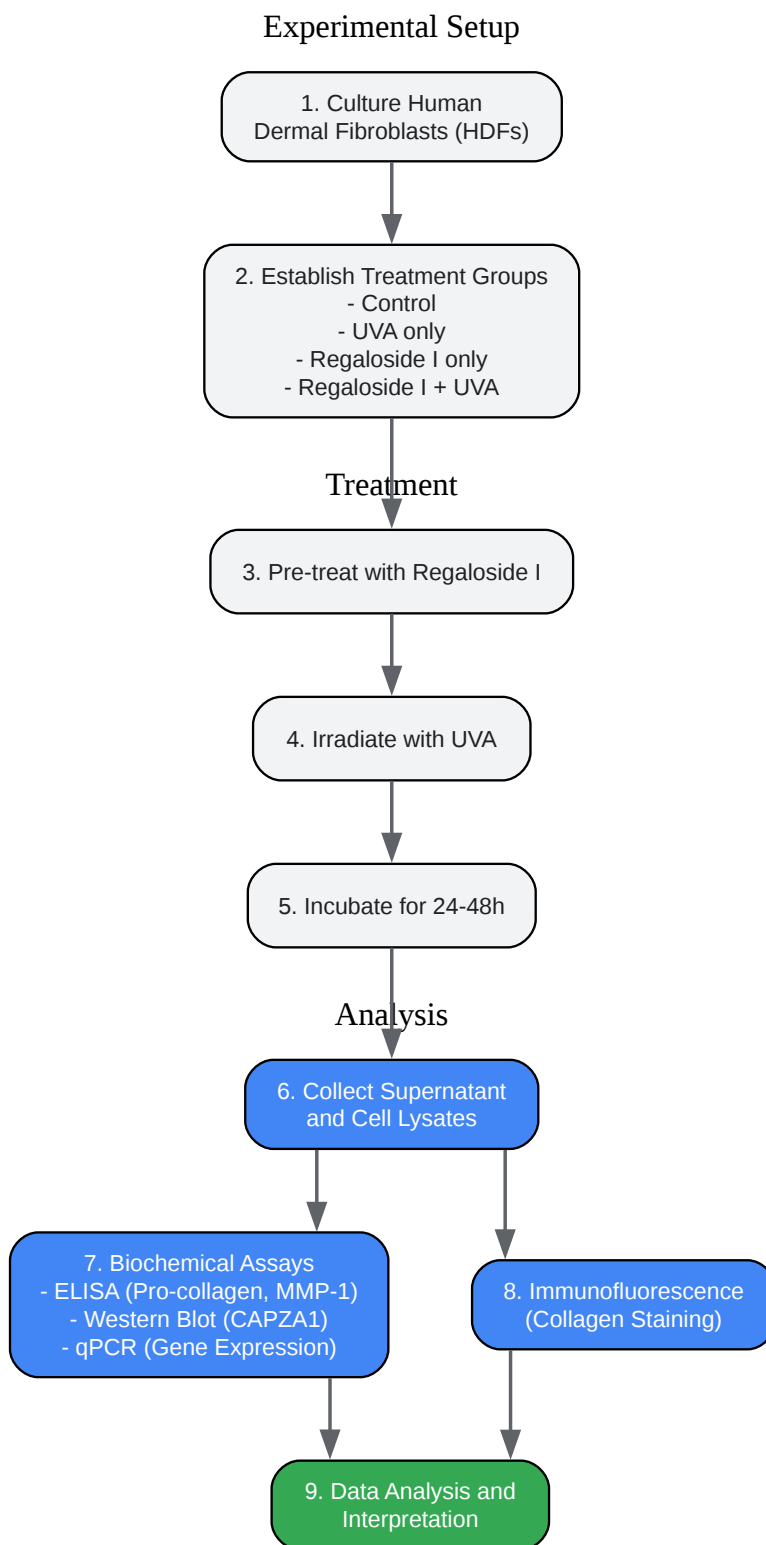 Experimental Setup
1. Culture Human
Dermal Fibroblasts (HDFs)
2. Establish Treatment Groups
- Control
- UVA only
- Regaloside I only
- Regaloside I + UVA
Treatment
3. Pre-treat with Regaloside I
4. Irradiate with UVA
5. Incubate for 24-48h
Analysis
6. Collect Supernatant
and Cell Lysates
7. Biochemical Assays
- ELISA (Pro-collagen, MMP-1)
- Western Blot (CAPZA1)
- qPCR (Gene Expression)
8. Immunofluorescence
(Collagen Staining)
9. Data Analysis and
Interpretation